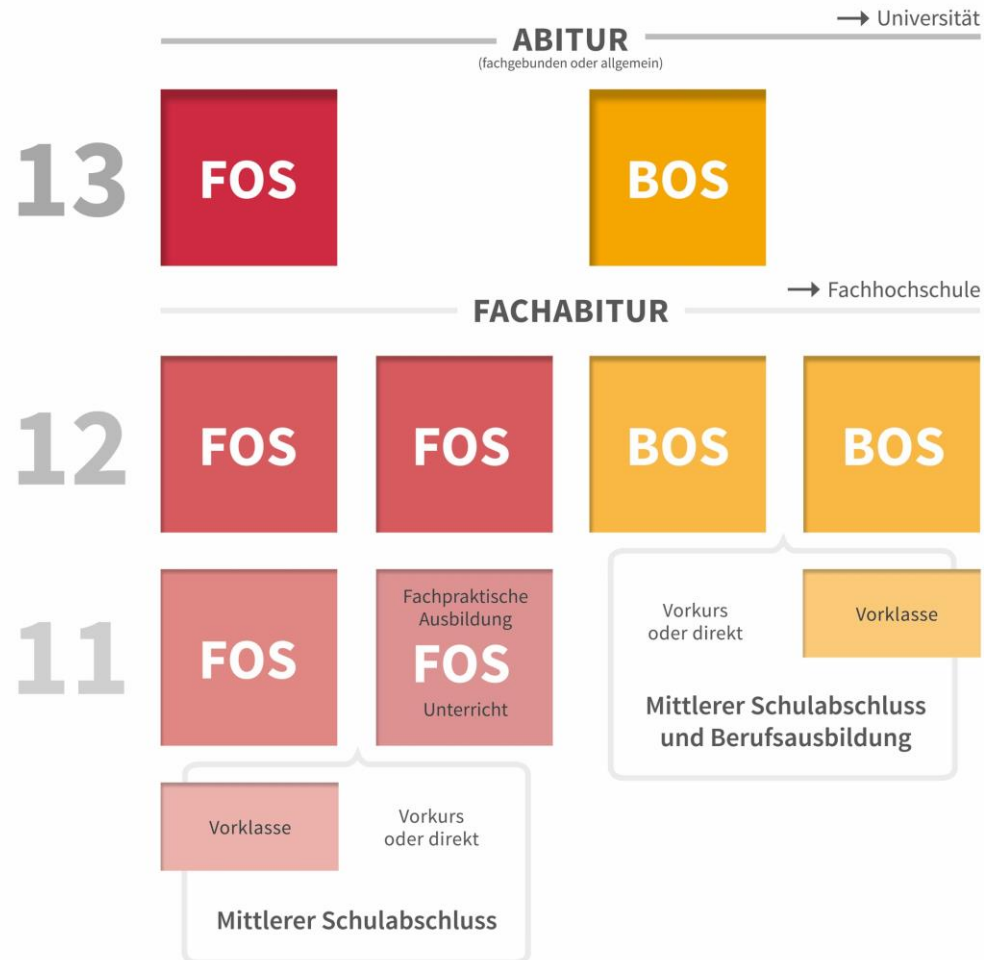 → Universität
ABITUR
(fachgebunden oder allgemein)
13
FOS
BOS
→ Fachhochschule
FACHABITUR
12
FOS
FOS
BOS
BOS
11
FOS
Fachpraktische
Ausbildung
FOS
Unterricht
Vorkurs
oder direkt
Vorklasse
Mittlerer Schulabschluss
und Berufsausbildung
Vorklasse
Vorkurs
oder direkt
Mittlerer Schulabschluss